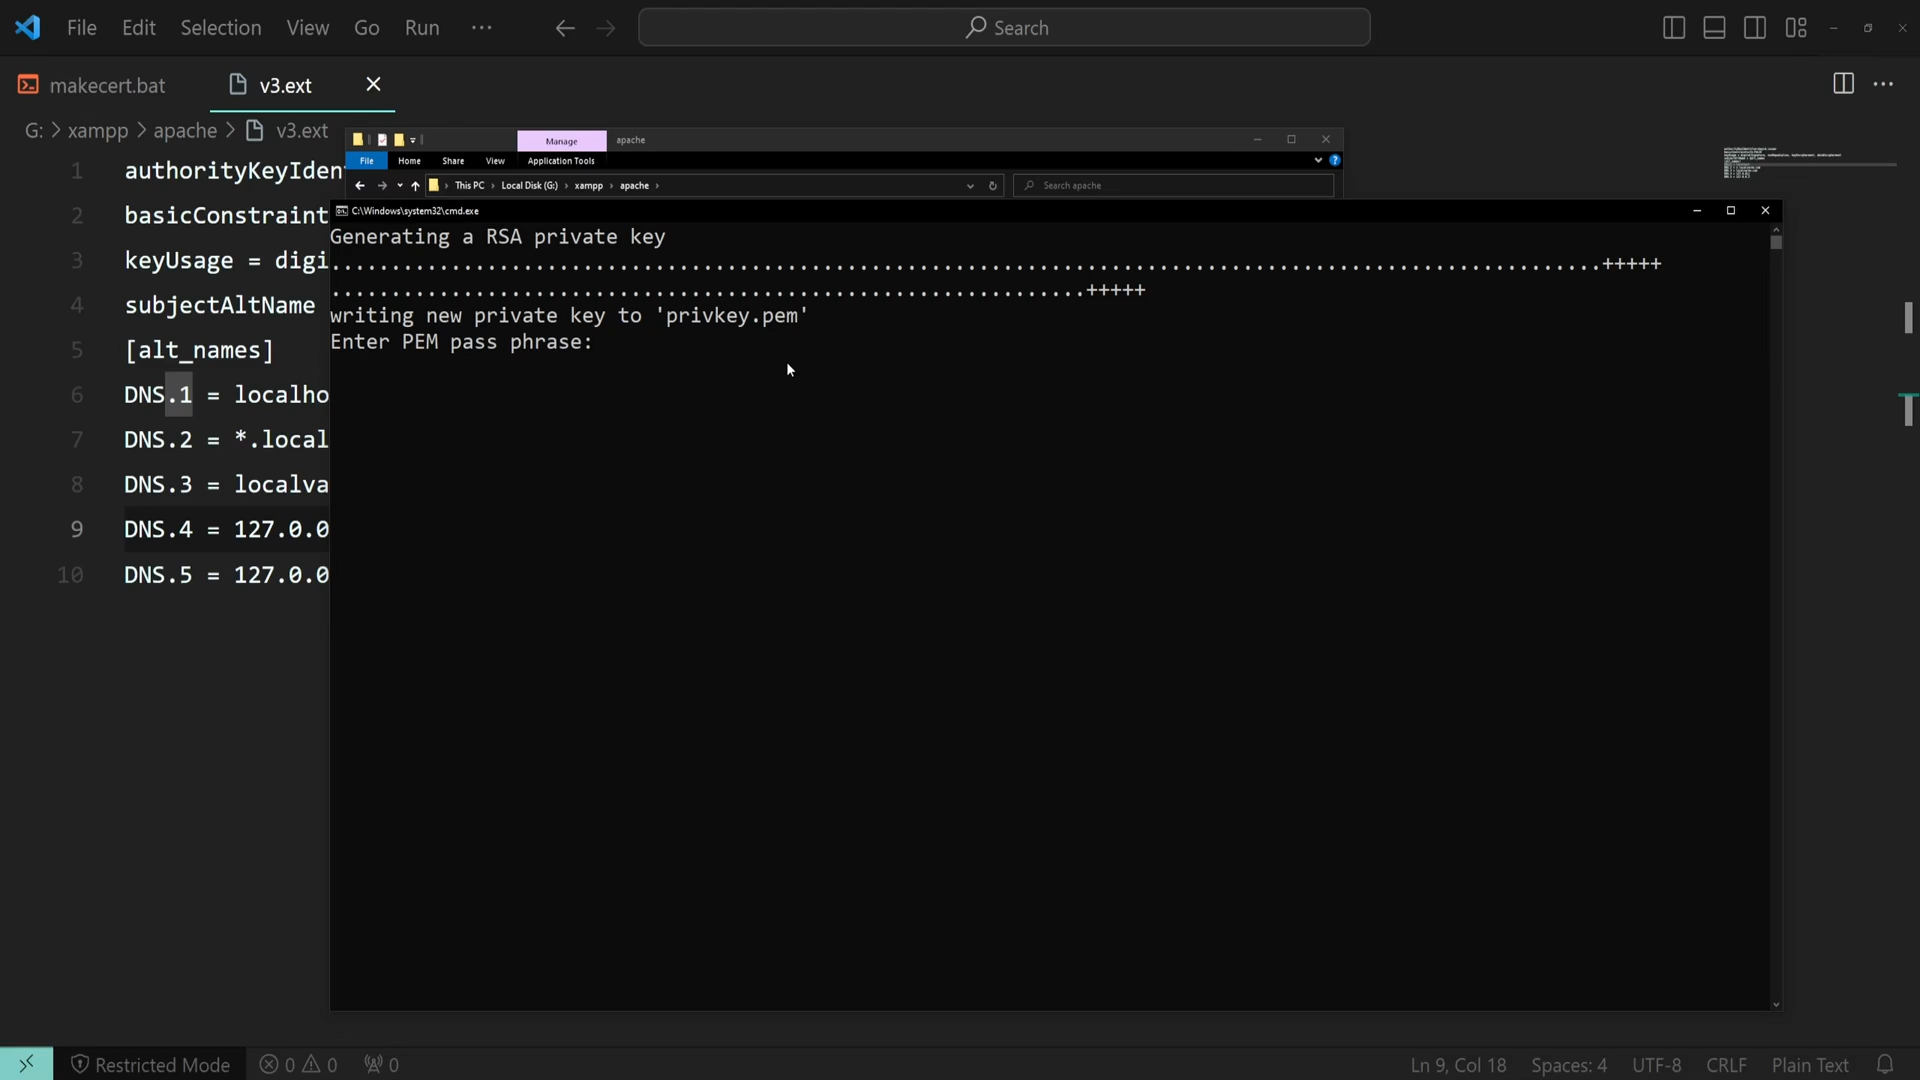 File Edit Selection View Go Run ···
Search
makecert.bat
v3.ext
G: > xampp > apache > v3.ext
Manage
apache
File Home Share View Application Tools
This PC > Local Disk (G:) > xampp > apache >
Search apache
C:\Windows\system32\cmd.exe
1 authorityKeyIden
2 basicConstraint
3 keyUsage = digi
4 subjectAltName
5 [alt_names]
6 DNS.1 = localho
7 DNS.2 = *.local
8 DNS.3 = localva
9 DNS.4 = 127.0.0
10 DNS.5 = 127.0.0
Generating a RSA private key
..........................................................................................................+++++
...............................................................+++++
writing new private key to 'privkey.pem'
Enter PEM pass phrase:
Restricted Mode 0 0 0
Ln 9, Col 18 Spaces: 4 UTF-8 CRLF Plain Text